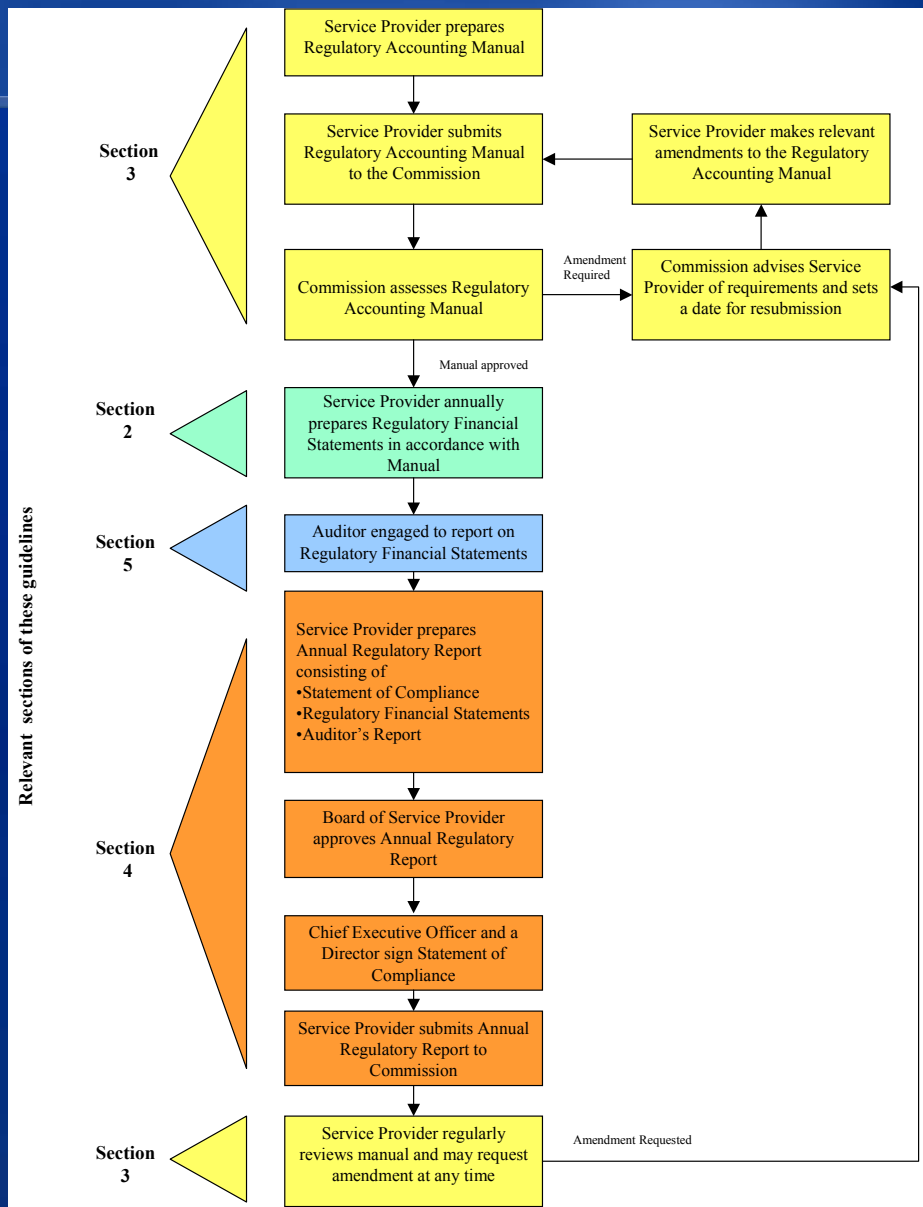 Service Provider prepares
Regulatory Accounting Manual
Section
3
Service Provider submits
Regulatory Accounting Manual
to the Commission
Service Provider makes relevant
amendments to the Regulatory
Accounting Manual
Commission assesses Regulatory
Accounting Manual
Amendment
Required
Commission advises Service
Provider of requirements and sets
a date for resubmission
Manual approved
Section
2
Service Provider annually
prepares Regulatory Financial
Statements in accordance with
Manual
Relevant sections of these guidelines
Section
5
Auditor engaged to report on
Regulatory Financial Statements
Service Provider prepares
Annual Regulatory Report
consisting of
•Statement of Compliance
•Regulatory Financial Statements
•Auditor's Report
Section
4
Board of Service Provider
approves Annual Regulatory
Report
Chief Executive Officer and a
Director sign Statement of
Compliance
Service Provider submits Annual
Regulatory Report to
Commission
Section
3
Service Provider regularly
reviews manual and may request
amendment at any time
Amendment Requested